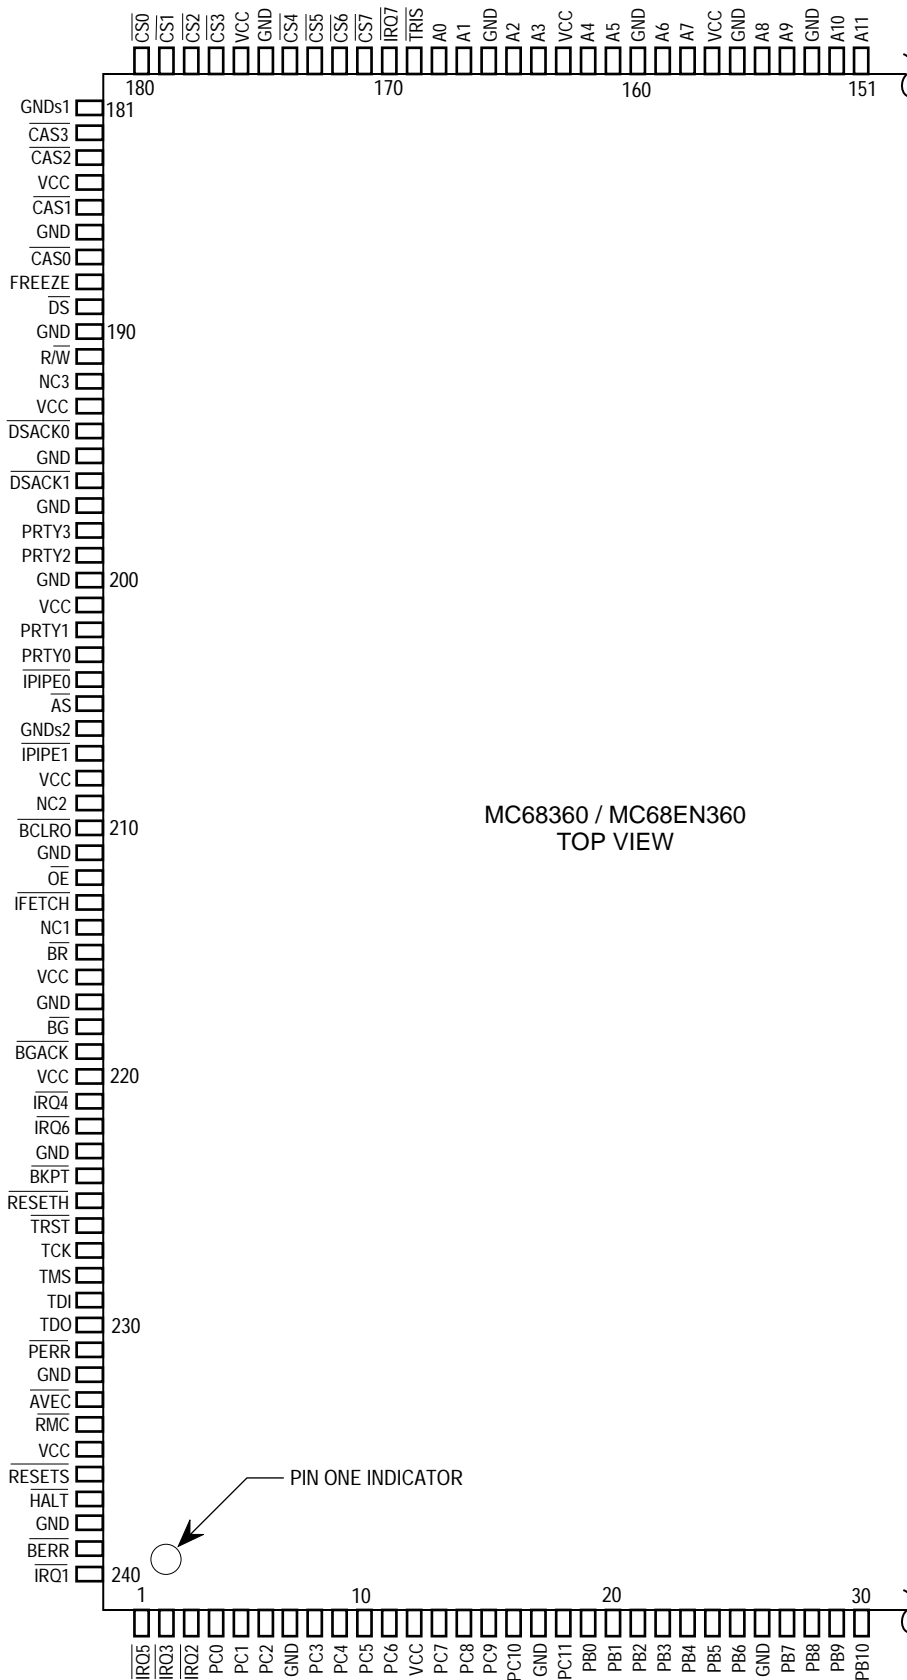 CS0
CS1
CS2
CS3
VCC
GND
CS4
CS5
CS6
CS7
IRQ7
TRIS
A0
A1
GND
A2
A3
VCC
A4
A5
GND
A6
A7
VCC
GND
A8
A9
GND
A10
A11
180
170
160
151
GNDs1
181
CAS3
CAS2
VCC
CAS1
GND
CAS0
FREEZE
DS
GND
190
R/W
NC3
VCC
DSACK0
GND
DSACK1
GND
PRTY3
PRTY2
GND
200
VCC
PRTY1
PRTY0
IPIPE0
AS
GNDs2
IPIPE1
VCC
NC2
BCLRO
210
GND
OE
IFETCH
NC1
BR
VCC
GND
BG
BGACK
VCC
220
IRQ4
IRQ6
GND
BKPT
RESETH
TRST
TCK
TMS
TDI
TDO
230
PERR
GND
AVEC
RMC
VCC
RESETS
HALT
GND
BERR
IRQ1
240
MC68360 / MC68EN360
TOP VIEW
PIN ONE INDICATOR
1
10
20
30
IRQ5
IRQ3
IRQ2
PC0
PC1
PC2
GND
PC3
PC4
PC5
PC6
VCC
PC7
PC8
PC9
PC10
GND
PC11
PB0
PB1
PB2
PB3
PB4
PB5
PB6
GND
PB7
PB8
PB9
PB10